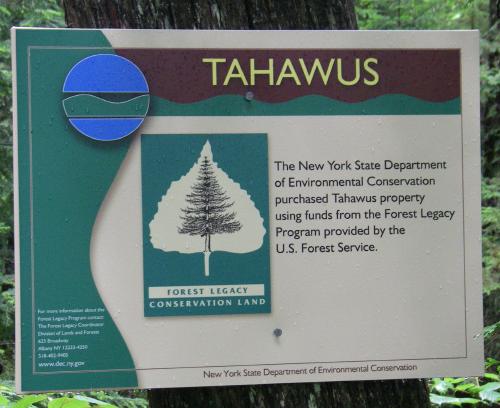 TAHAWUS
The New York State Department
of Environmental Conservation
purchased Tahawus property
using funds from the Forest Legacy
Program provided by the
U.S. Forest Service.
FOREST LEGACY
CONSERVATION LAND
For more information about the
Forest Legacy Program contact:
The Forest Legacy Coordinator
Division of Lands and Forests
625 Broadway
Albany NY 12233-4250
518-402-9405
www.dec.ny.gov
New York State Department of Environmental Conservation